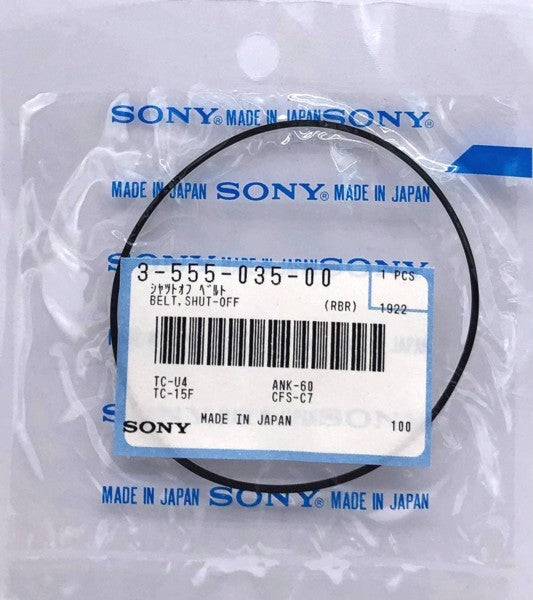 SONY® MADE IN JAPAN SONY®
MADE IN JAPAN SONY® MADE IN JAPAN
3-555-035-00 1 PCS
シヤツトオフ ベルト
BELT,SHUT-OFF (RBR) 1922
TC-U4 ANK-60
TC-15F CFS-C7
SONY MADE IN JAPAN 100
MADE IN JAPAN SONY® MADE IN JAPAN